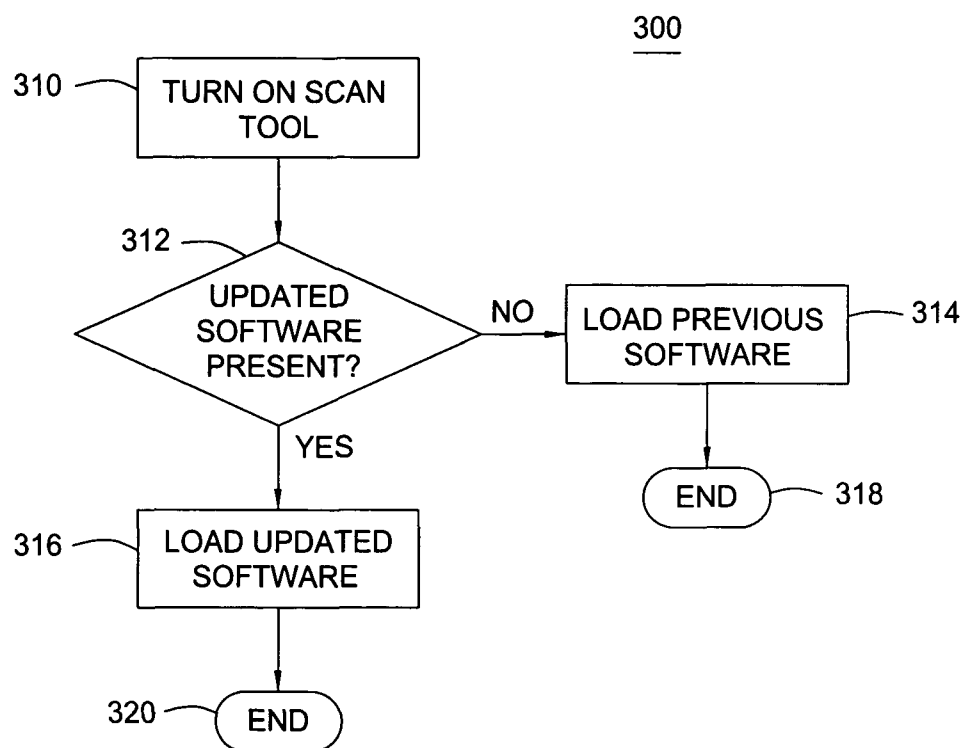 300
310
TURN ON SCAN
TOOL
312
UPDATED
SOFTWARE
PRESENT?
NO
LOAD PREVIOUS
SOFTWARE
314
YES
END
318
316
LOAD UPDATED
SOFTWARE
320
END